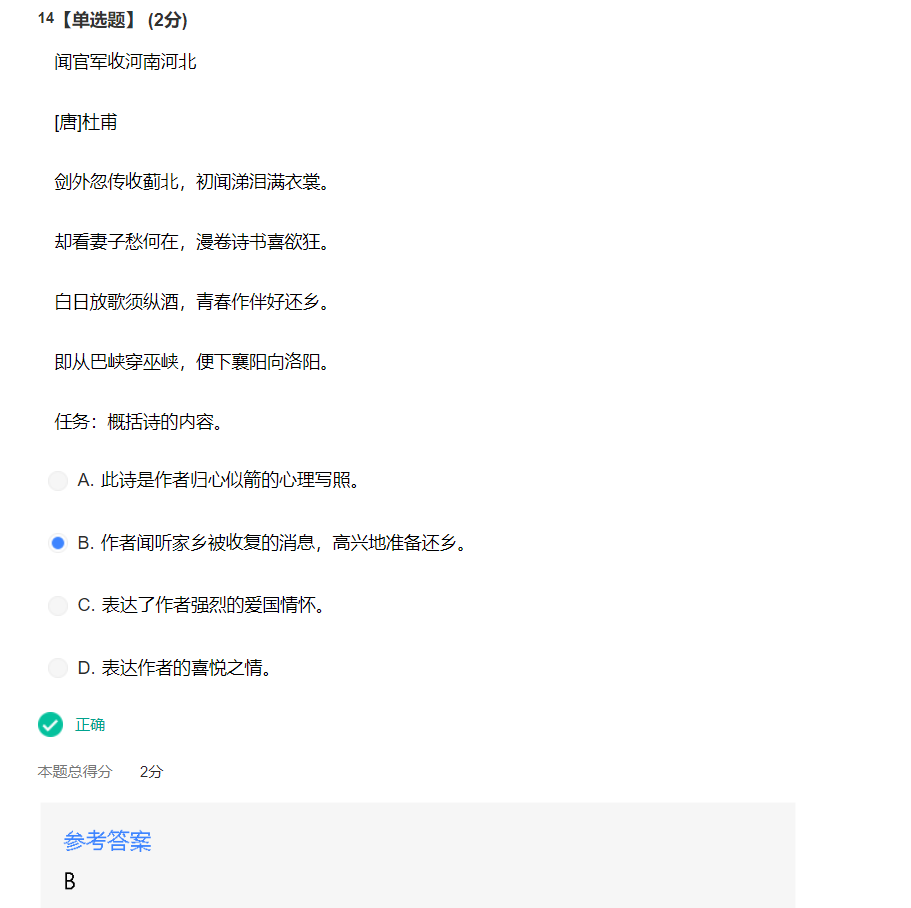 14【单选题】 (2分)
闻官军收河南河北
[唐]杜甫
剑外忽传收蓟北，初闻涕泪满衣裳。
却看妻子愁何在，漫卷诗书喜欲狂。
白日放歌须纵酒，青春作伴好还乡。
即从巴峡穿巫峡，便下襄阳向洛阳。
任务：概括诗的内容。
A. 此诗是作者归心似箭的心理写照。
B. 作者闻听家乡被收复的消息，高兴地准备还乡。
C. 表达了作者强烈的爱国情怀。
D. 表达作者的喜悦之情。
正确
本题总得分 2分
参考答案
B